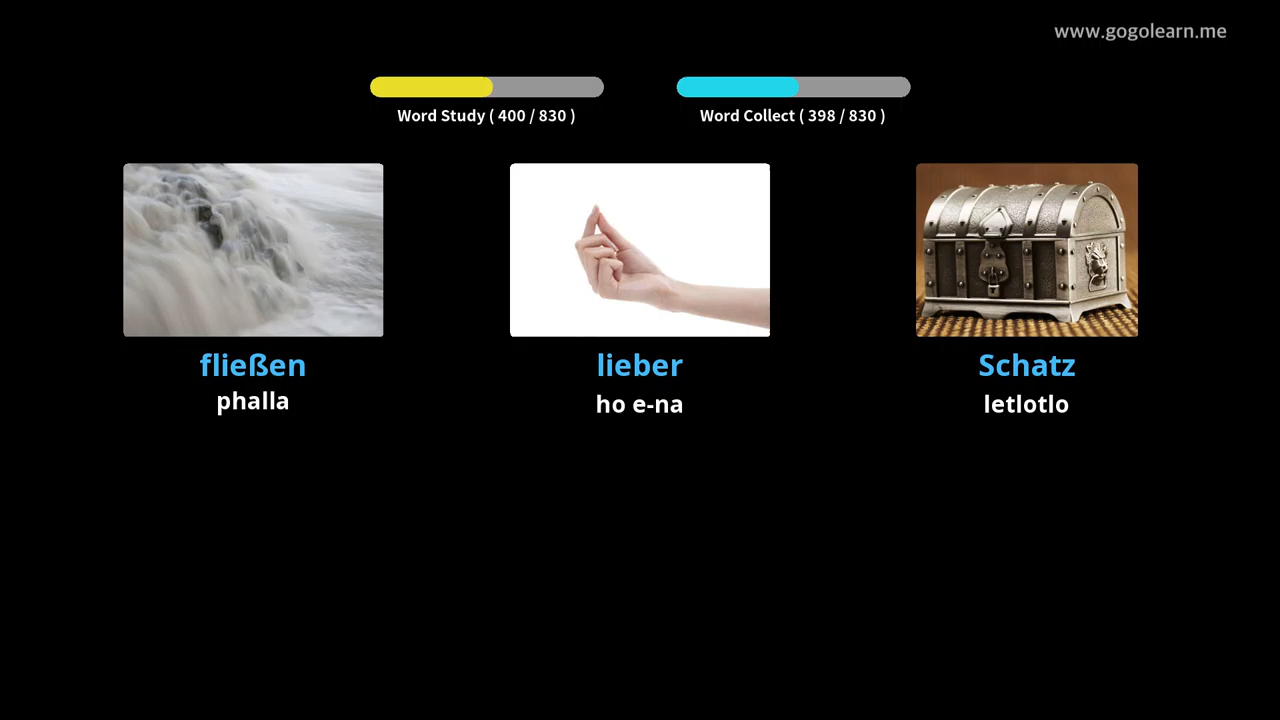 www.gogolearn.me
Word Study ( 400 / 830 )
Word Collect ( 398 / 830 )
fließen
lieber
Schatz
phalla
ho e-na
letlotlo